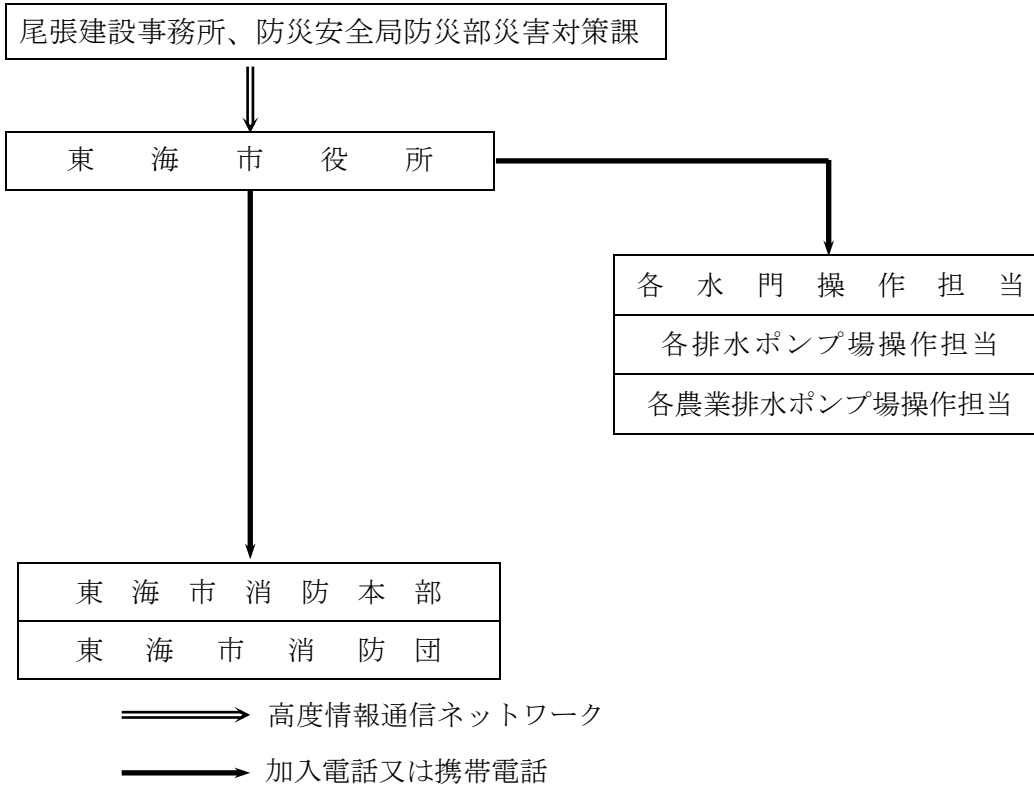 尾張建設事務所、防災安全局防災部災害対策課
東海市役所
各水門操作担当
各排水ポンプ場操作担当
各農業排水ポンプ場操作担当
東海市消防本部
東海市消防団
高度情報通信ネットワーク
加入電話又は携帯電話